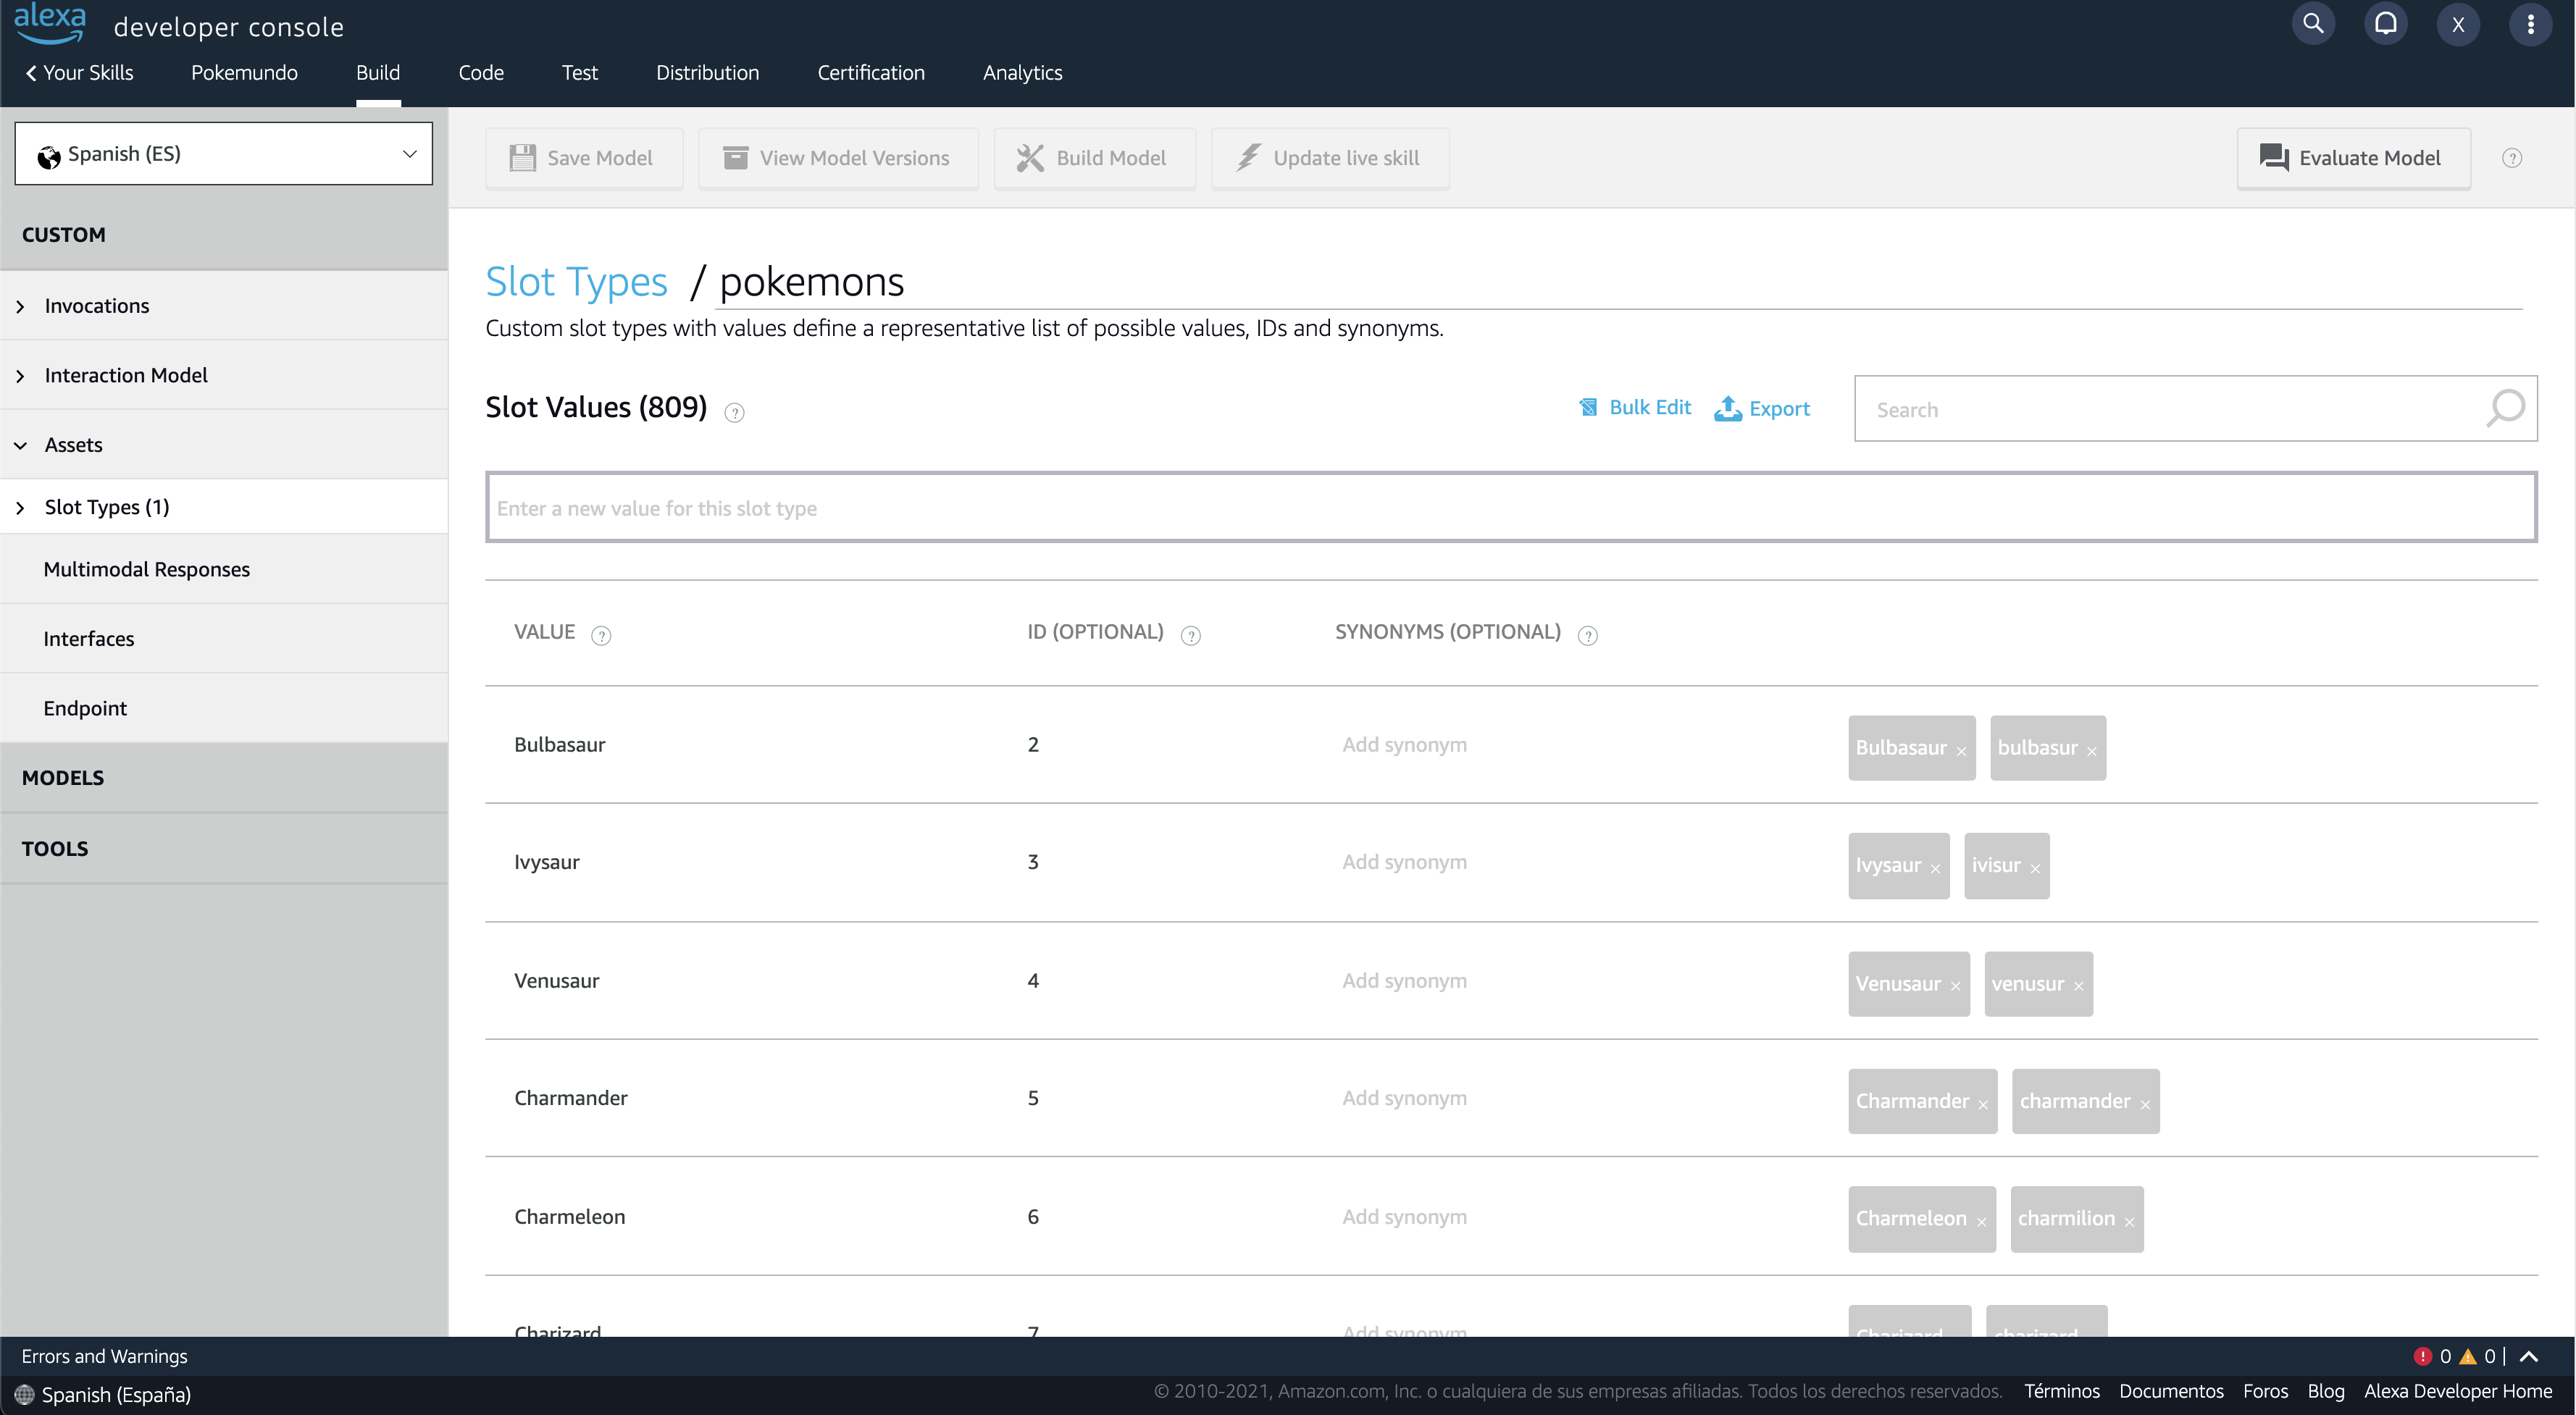 alexa
developer console
X
Your Skills
Pokemundo
Build
Code
Test
Distribution
Certification
Analytics
Spanish (ES)
Save Model
View Model Versions
Build Model
Update live skill
Evaluate Model
?
CUSTOM
Invocations
Interaction Model
Assets
Slot Types (1)
Multimodal Responses
Interfaces
Endpoint
MODELS
TOOLS
Slot Types / pokemons
Custom slot types with values define a representative list of possible values, IDs and synonyms.
Slot Values (809) ?
Bulk Edit
Export
Search
Enter a new value for this slot type
VALUE ? ID (OPTIONAL) ? SYNONYMS (OPTIONAL) ?
Bulbasaur 2 Add synonym Bulbasaur × bulbasur ×
Ivysaur 3 Add synonym Ivysaur × ivisur ×
Venusaur 4 Add synonym Venusaur × venusur ×
Charmander 5 Add synonym Charmander × charmander ×
Charmeleon 6 Add synonym Charmeleon × charmilion ×
Charizard 7 Add synonym Charizard charizard
Errors and Warnings
! 0 ! 0 |
Spanish (España)
© 2010-2021, Amazon.com, Inc. o cualquiera de sus empresas afiliadas. Todos los derechos reservados. Términos Documentos Foros Blog Alexa Developer Home